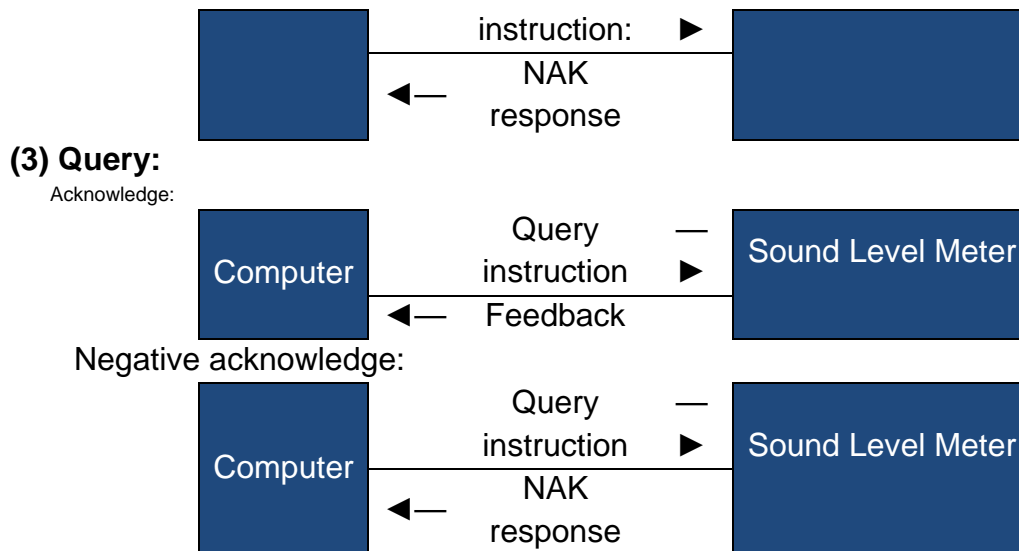 instruction: ►
NAK
◄—
response
(3) Query:
Acknowledge:
Query —
Computer instruction ► Sound Level Meter
◄— Feedback
Negative acknowledge:
Query —
Computer instruction ► Sound Level Meter
NAK
◄—
response